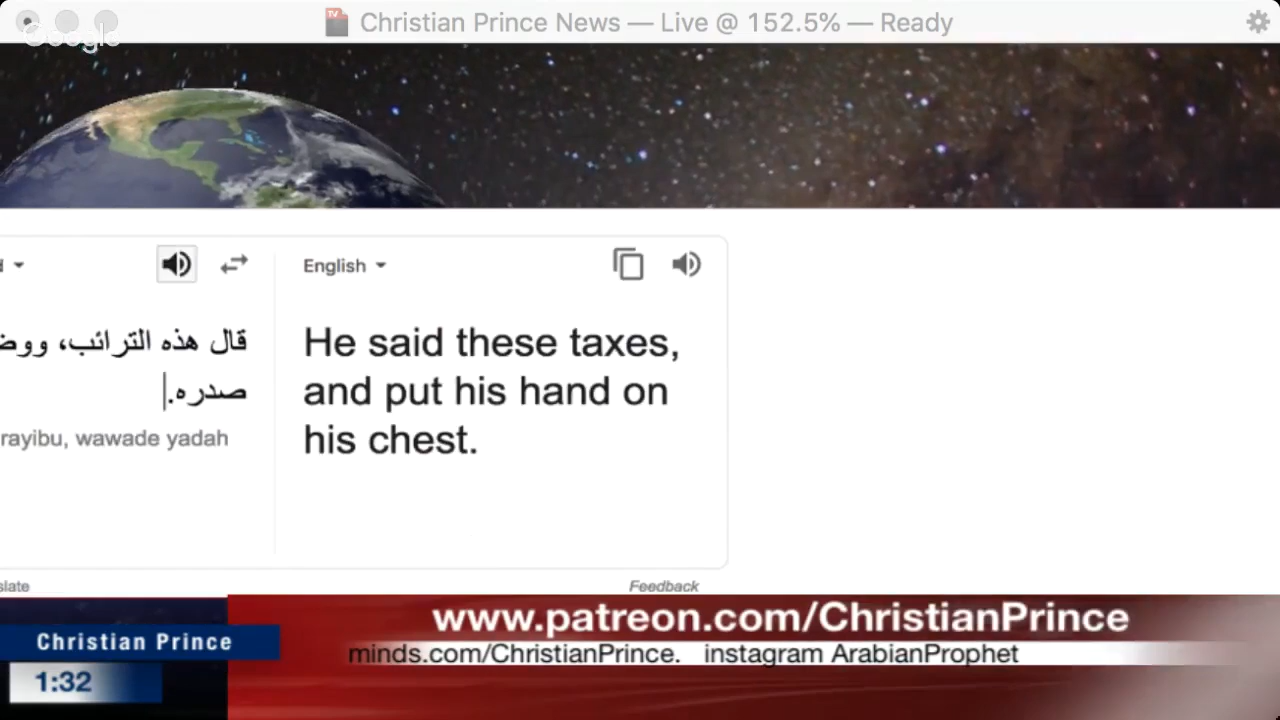 Christian Prince News — Live @ 152.5% — Ready
Google
English
قال هذه الترائب، ووض
صدره.
rayibu, wawade yadah
He said these taxes,
and put his hand on
his chest.
slate
Feedback
www.patreon.com/ChristianPrince
minds.com/ChristianPrince. instagram ArabianProphet
Christian Prince
1:32